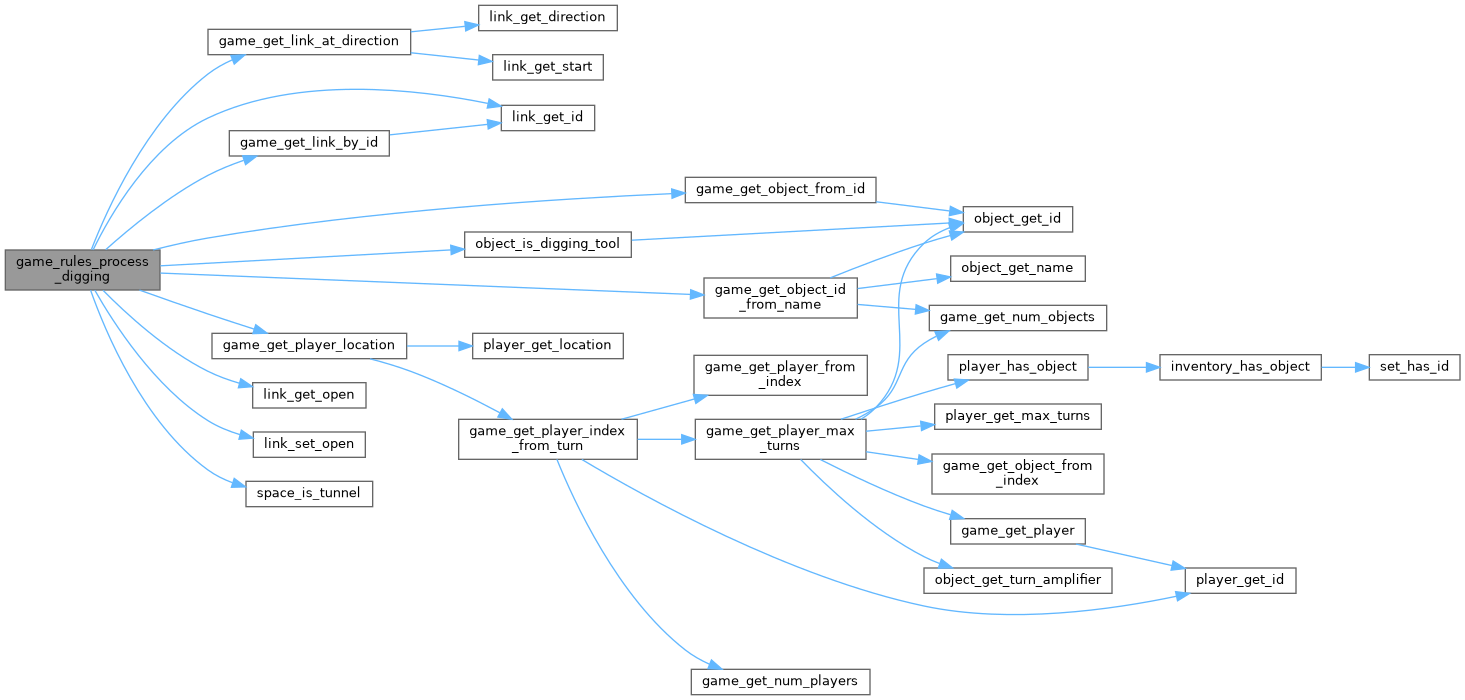 link_get_direction
game_get_link_at_direction
link_get_start
link_get_id
game_get_link_by_id
game_get_object_from_id
object_get_id
object_is_digging_tool
game_rules_process
_digging
object_get_name
game_get_object_id
_from_name
game_get_num_objects
game_get_player_location
player_get_location
game_get_player_from
_index
player_has_object
inventory_has_object
set_has_id
link_get_open
player_get_max_turns
game_get_player_index
_from_turn
game_get_player_max
_turns
link_set_open
game_get_object_from
_index
space_is_tunnel
game_get_player
object_get_turn_amplifier
player_get_id
game_get_num_players